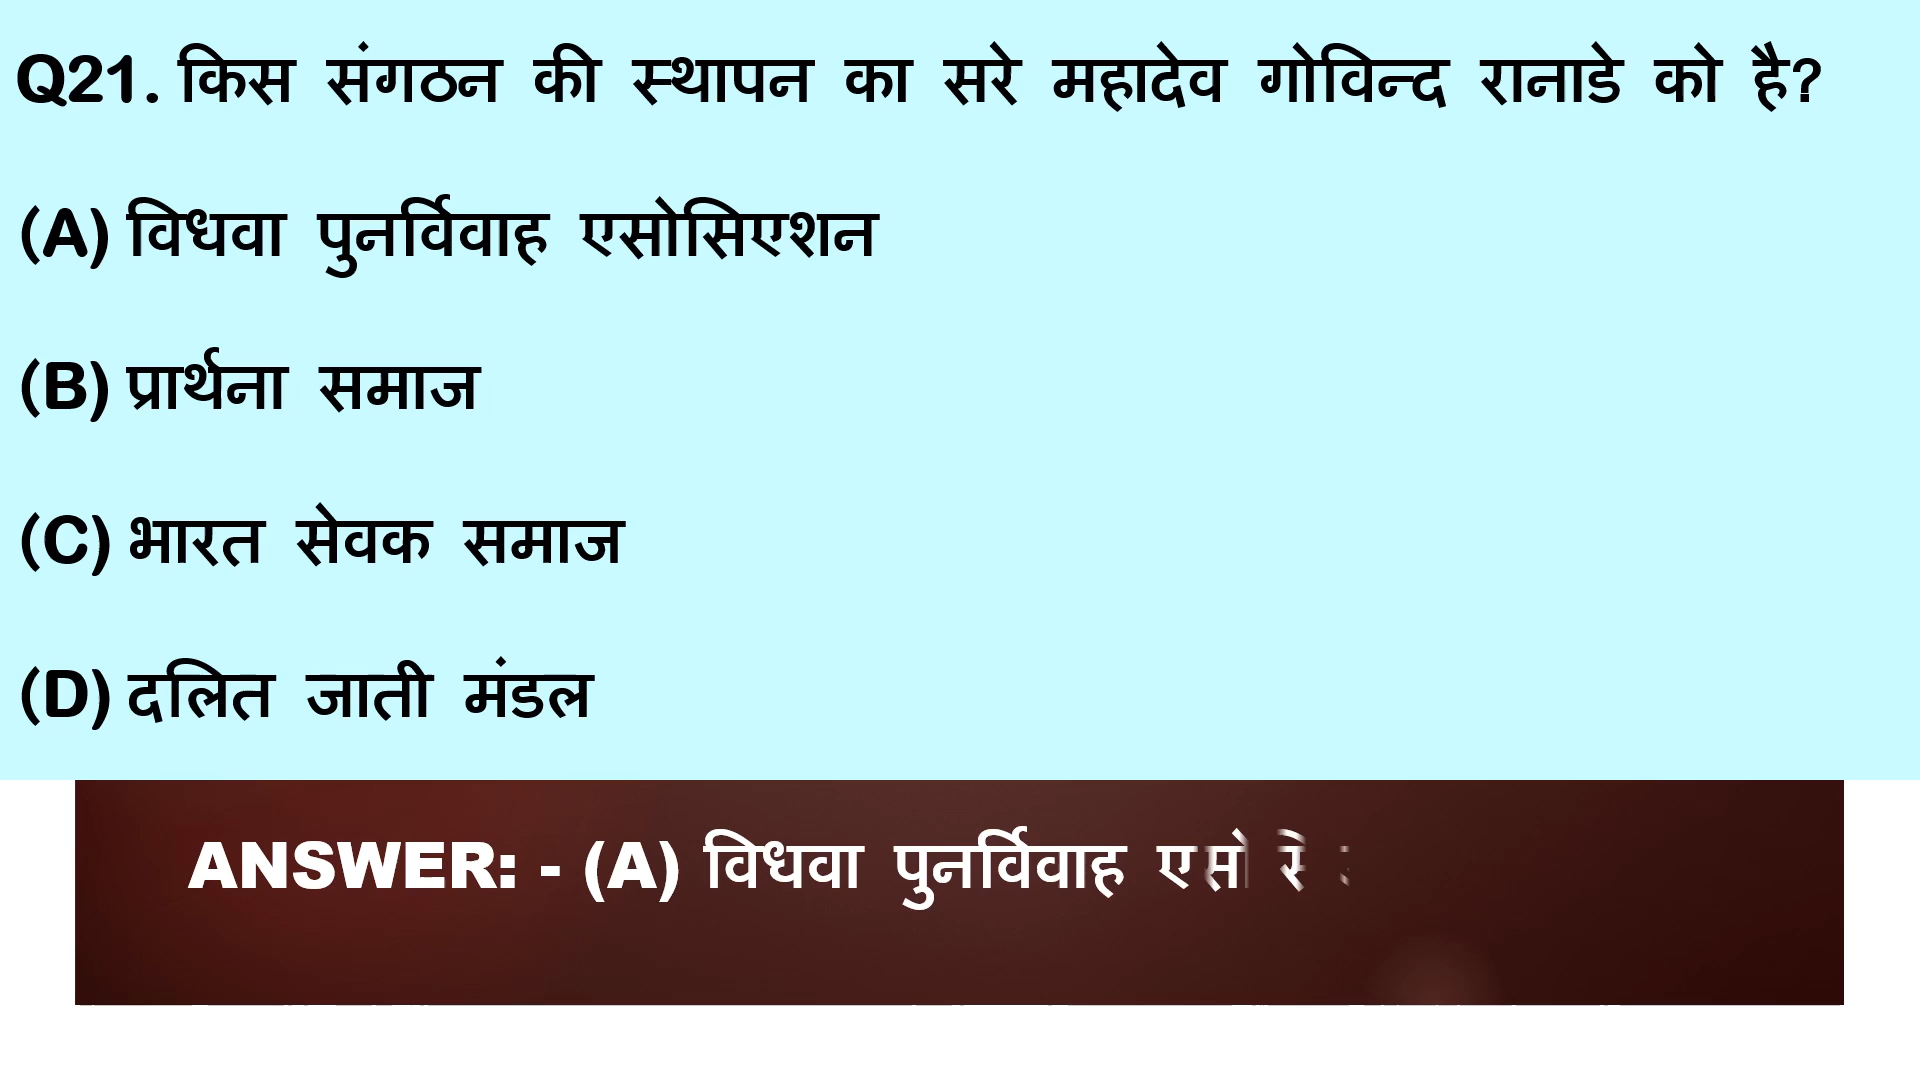 Q21. किस संगठन की स्थापन का सरे महादेव गोविन्द रानाडे को है?
(A) विधवा पुनर्विवाह एसोसिएशन
(B) प्रार्थना समाज
(C) भारत सेवक समाज
(D) दलित जाती मंडल
ANSWER: - (A) विधवा पुनर्विवाह